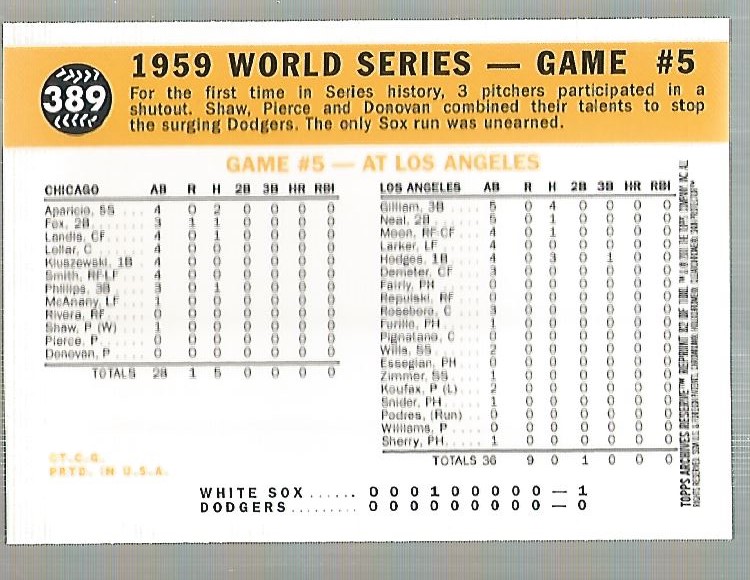 389
1959 WORLD SERIES — GAME #5
For the first time in Series history, 3 pitchers participated in a
shutout. Shaw, Pierce and Donovan combined their talents to stop
the surging Dodgers. The only Sox run was unearned.
GAME #5 — AT LOS ANGELES
CHICAGO AB R H 2B 3B HR RBI
Aparicio, SS 4 0 2 0 0 0 0
Fox, 2B 3 1 1 0 0 0 0
Landis, CF 4 0 1 0 0 0 0
Lollar, C 4 0 0 0 0 0 0
Kluszewski, 1B 4 0 0 0 0 0 0
Smith, RF-LF 4 0 0 0 0 0 0
Phillips, 3B 3 0 1 0 0 0 0
McAnany, LF 1 0 0 0 0 0 0
Rivera, RF 0 0 0 0 0 0 0
Shaw, P (W) 1 0 0 0 0 0 0
Pierce, P 0 0 0 0 0 0 0
Donovan, P 0 0 0 0 0 0 0
TOTALS 28 1 5 0 0 0 0
LOS ANGELES AB R H 2B 3B HR RBI
Gilliam, 3B 5 0 4 0 0 0 0
Neal, 2B 5 0 1 0 0 0 0
Moon, RF-CF 4 0 1 0 0 0 0
Larker, LF 4 0 0 0 0 0 0
Hodges, 1B 4 0 3 0 1 0 0
Demeter, CF 3 0 0 0 0 0 0
Fairly, PH 0 0 0 0 0 0 0
Repulski, RF 0 0 0 0 0 0 0
Roseboro, C 3 0 0 0 0 0 0
Furillo, PH 1 0 0 0 0 0 0
Pignatano, C 0 0 0 0 0 0 0
Wills, SS 2 0 0 0 0 0 0
Essegian, PH 0 0 0 0 0 0 0
Zimmer, SS 1 0 0 0 0 0 0
Koufax, P (L) 2 0 0 0 0 0 0
Snider, PH 1 0 0 0 0 0 0
Podres, (Run) 0 0 0 0 0 0
Williams, P 0 0 0 0 0 0 0
Sherry, PH 1 0 0 0 0 0 0
TOTALS 36 9 0 1 0 0 0
©T.C.G.
PRTD. IN U.S.A.
WHITE SOX ...... 0 0 0 1 0 0 0 0 0 — 1
DODGERS ......... 0 0 0 0 0 0 0 0 0 — 0
TOPPS ARCHIVES RESERVE™ REPRINT